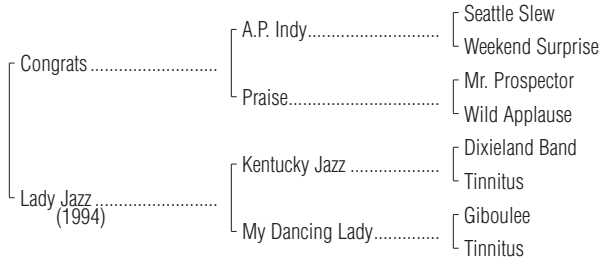 Seattle Slew
A.P. Indy........................................
Weekend Surprise
Congrats ........................
Mr. Prospector
Praise..............................................
Wild Applause
Dixieland Band
Kentucky Jazz ...........................
Tinnitus
Lady Jazz ...............................
(1994)
Giboulee
My Dancing Lady....................
Tinnitus